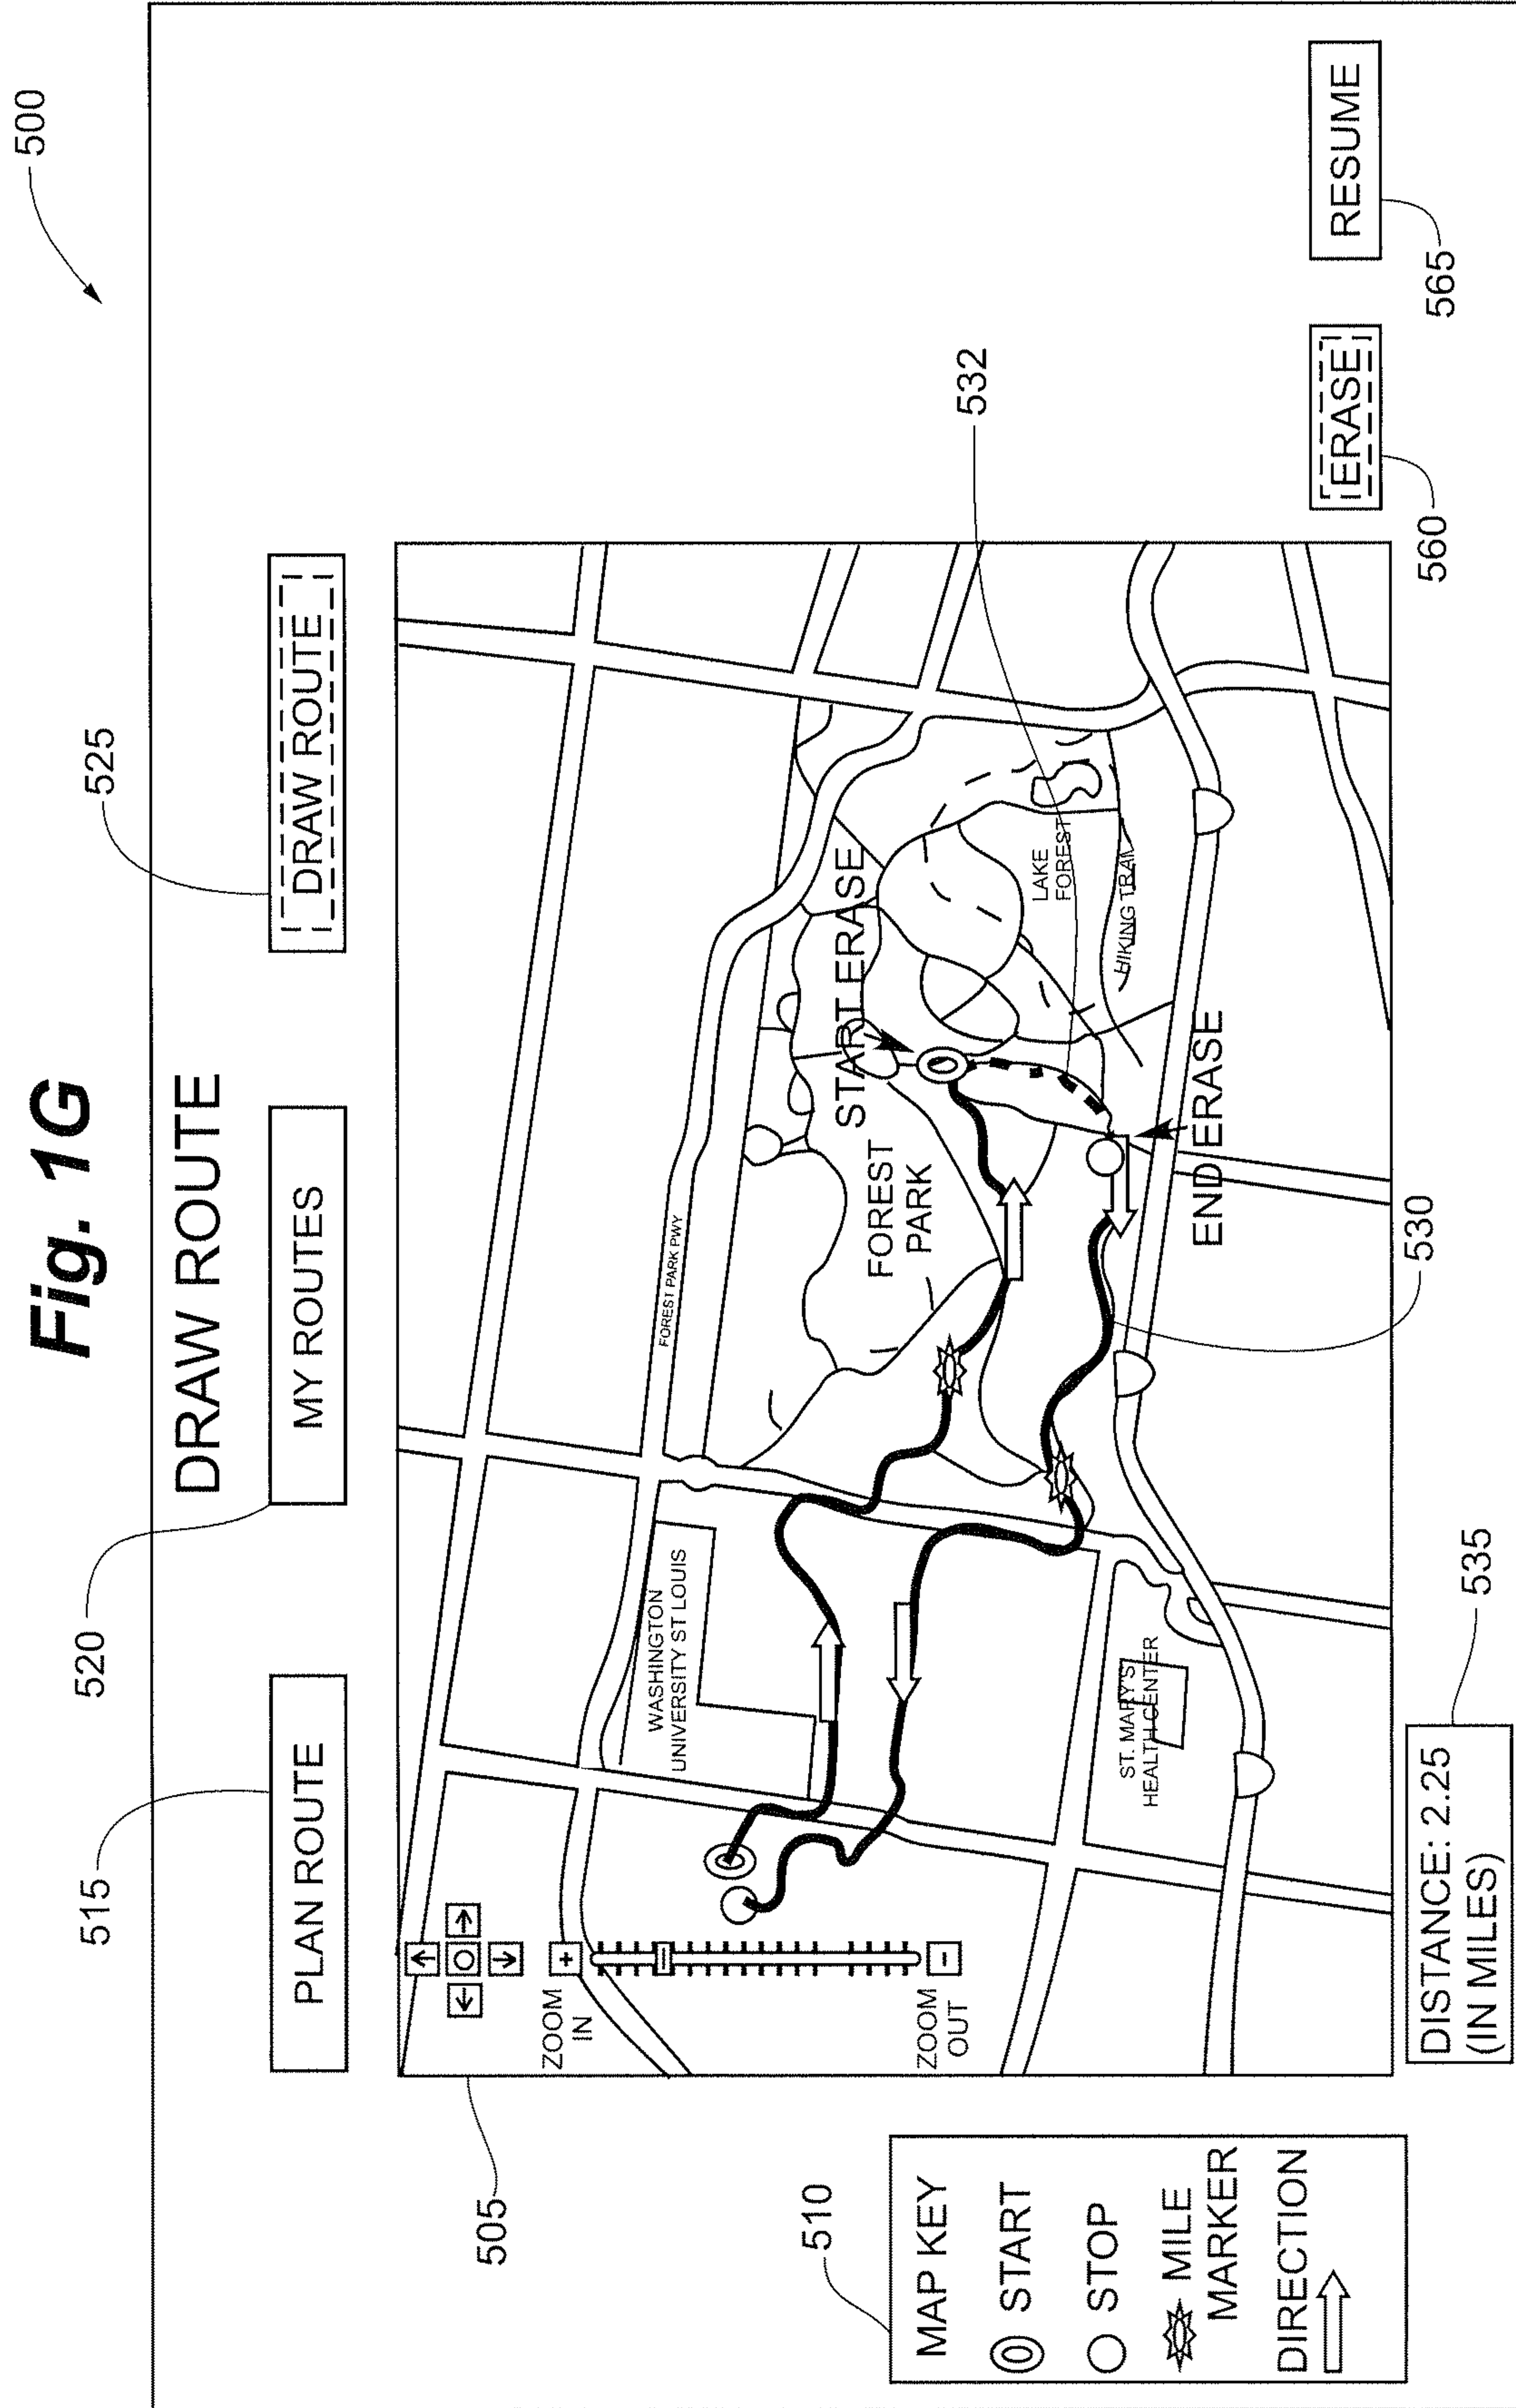 Fig. 1G
500
DRAW ROUTE
515
520
525
PLAN ROUTE
MY ROUTES
DRAW ROUTE
505
ZOOM
IN
+
-
ZOOM
OUT
WASHINGTON
UNIVERSITY ST LOUIS
FOREST PARK PWY
FOREST
PARK
START ERASE
LAKE
FOREST
HIKING TRAIL
ST. MARY'S
HEALTH CENTER
END ERASE
532
530
510
MAP KEY
START
STOP
MILE
MARKER
DIRECTION
DISTANCE: 2.25
(IN MILES)
535
ERASE
560
RESUME
565